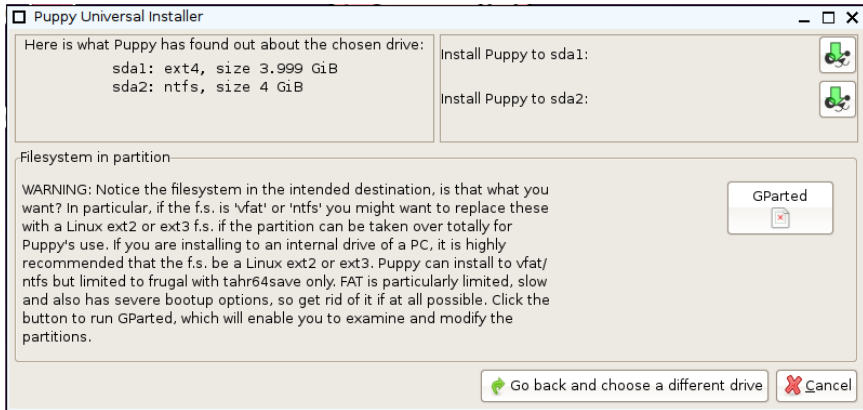 Puppy Universal Installer
Here is what Puppy has found out about the chosen drive:
sda1: ext4, size 3.999 GiB
sda2: ntfs, size 4 GiB
Install Puppy to sda1:
Install Puppy to sda2:
Filesystem in partition
WARNING: Notice the filesystem in the intended destination, is that what you
want? In particular, if the f.s. is 'vfat' or 'ntfs' you might want to replace these
with a Linux ext2 or ext3 f.s. if the partition can be taken over totally for
Puppy's use. If you are installing to an internal drive of a PC, it is highly
recommended that the f.s. be a Linux ext2 or ext3. Puppy can install to vfat/
ntfs but limited to frugal with tahr64save only. FAT is particularly limited, slow
and also has severe bootup options, so get rid of it if at all possible. Click the
button to run GParted, which will enable you to examine and modify the
partitions.
GParted
Go back and choose a different drive
Cancel